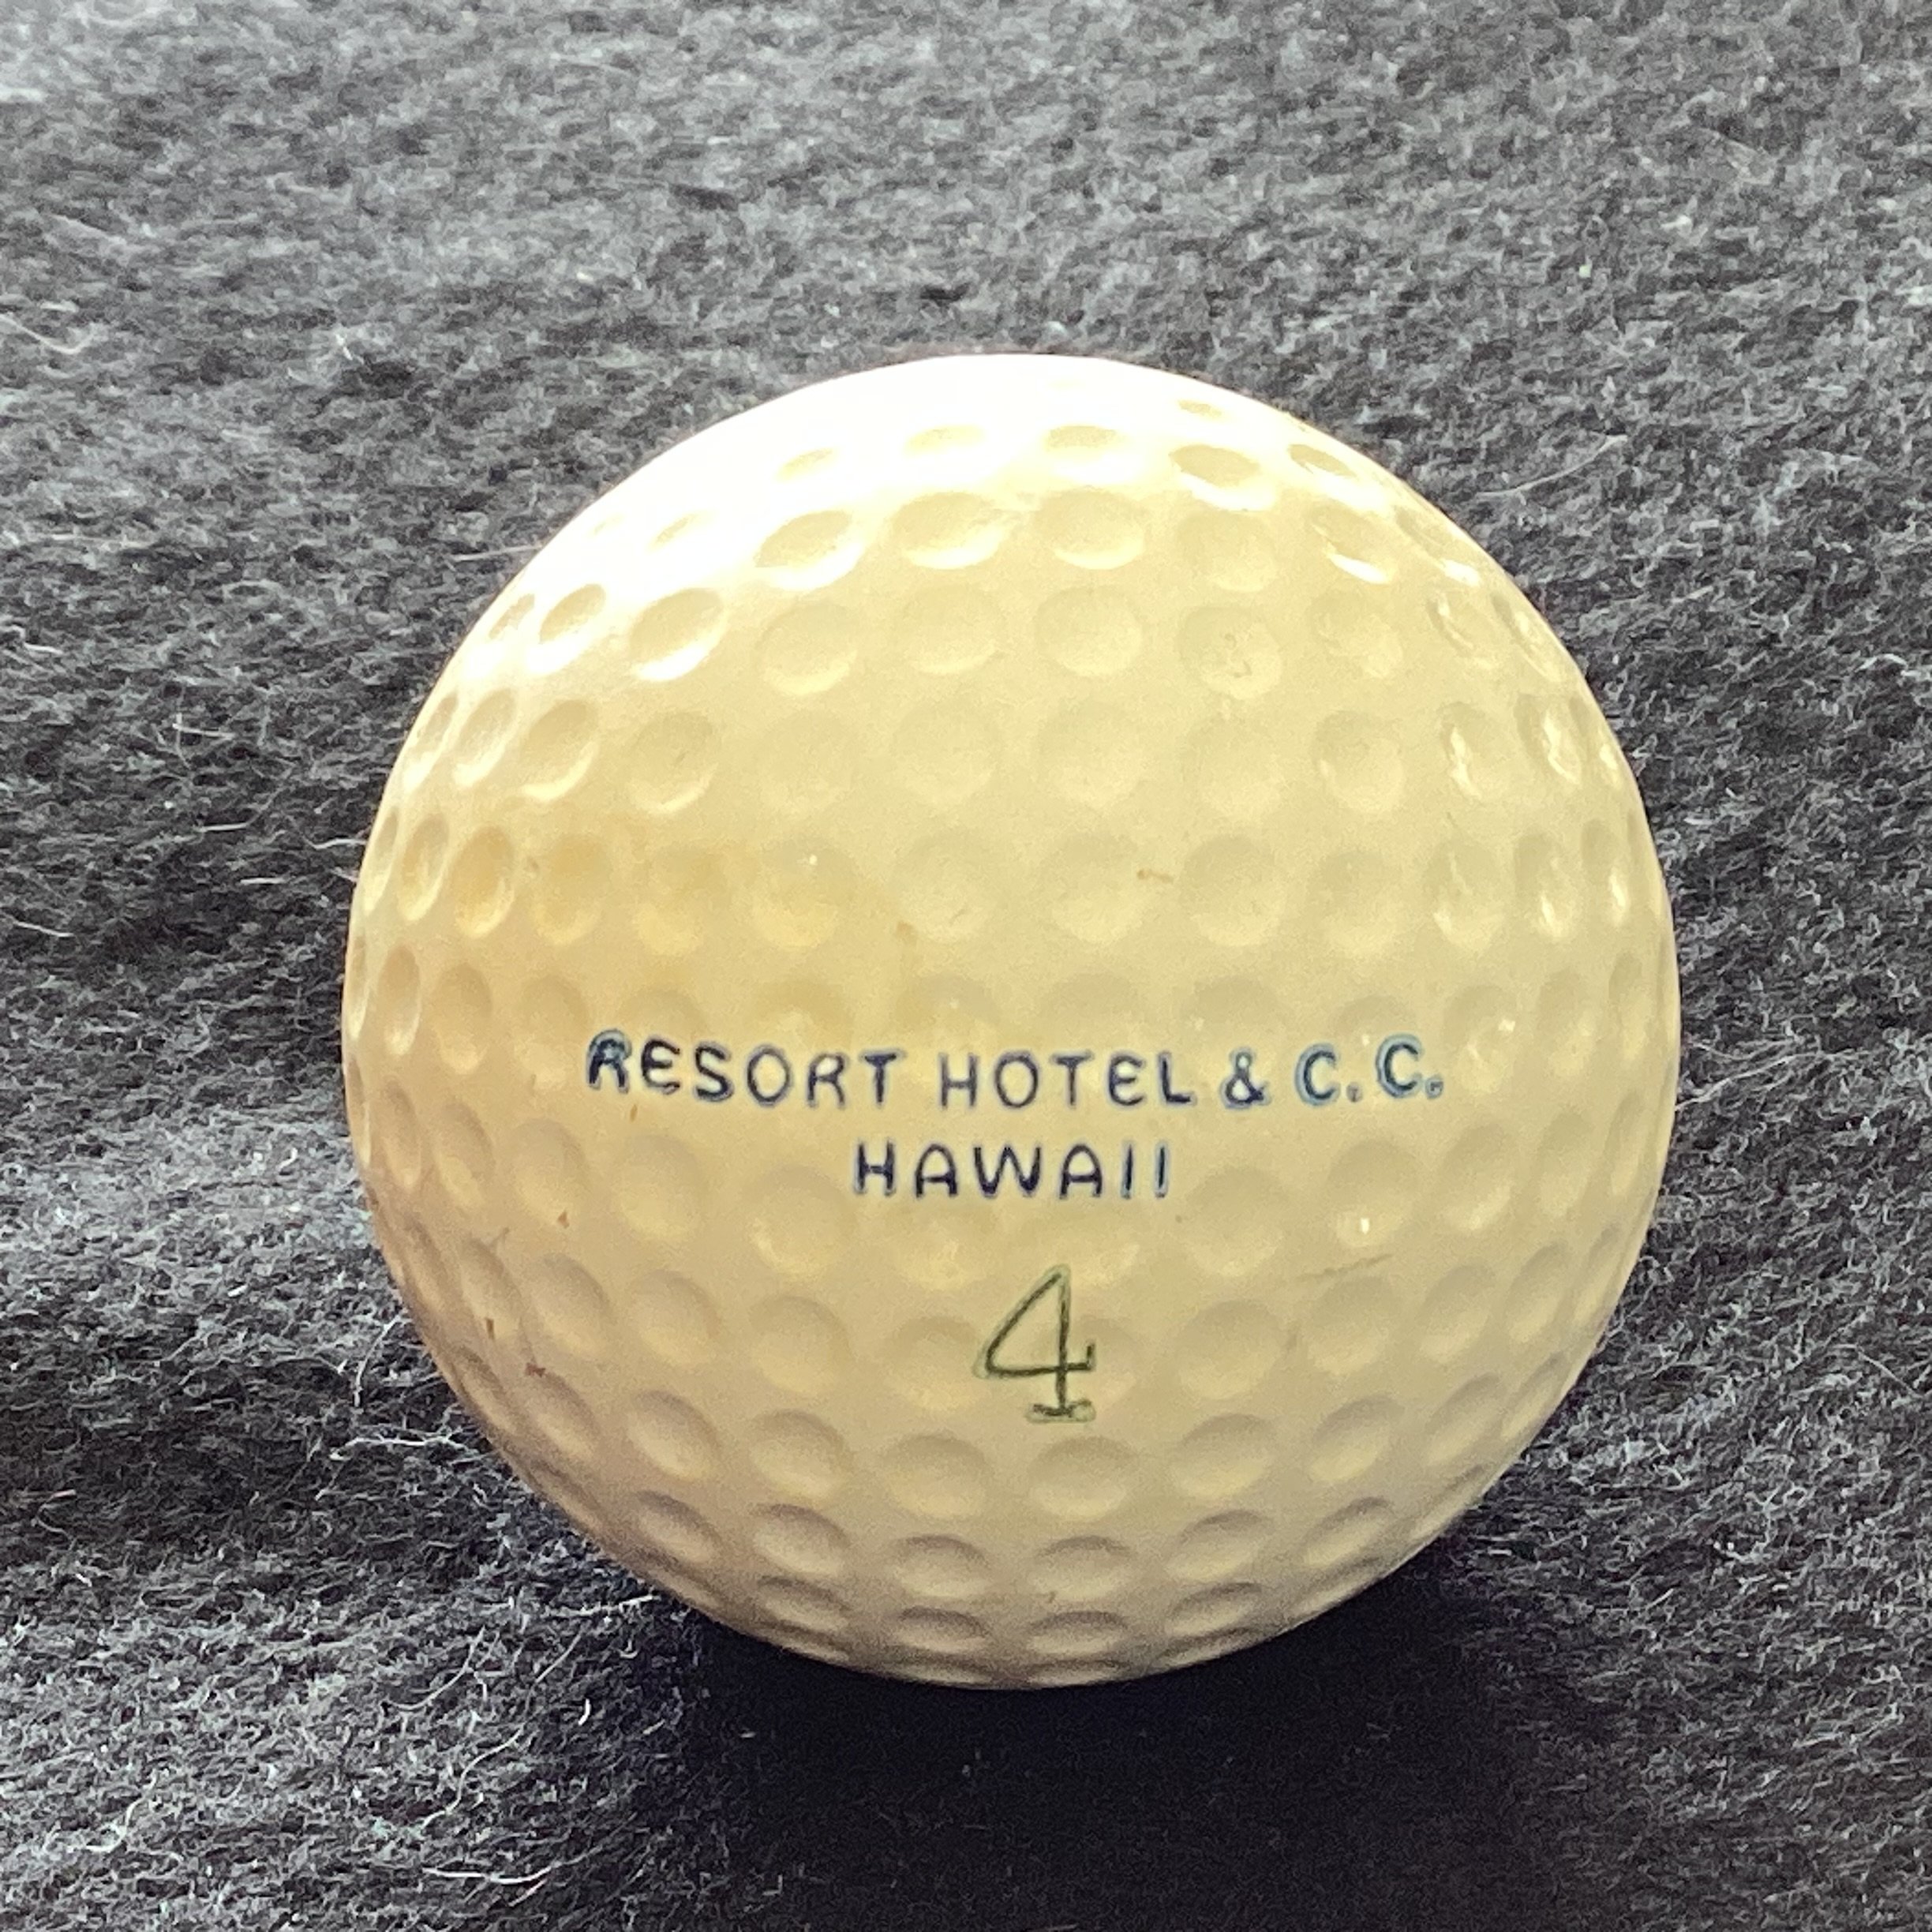 RESORT HOTEL & C.C.
HAWAII
4